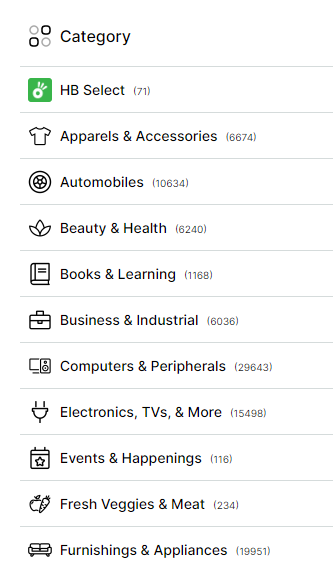 Category
HB Select (71)
Apparels & Accessories (6674)
Automobiles (10634)
Beauty & Health (6240)
Books & Learning (1168)
Business & Industrial (6036)
Computers & Peripherals (29643)
Electronics, TVs, & More (15498)
Events & Happenings (116)
Fresh Veggies & Meat (234)
Furnishings & Appliances (19951)